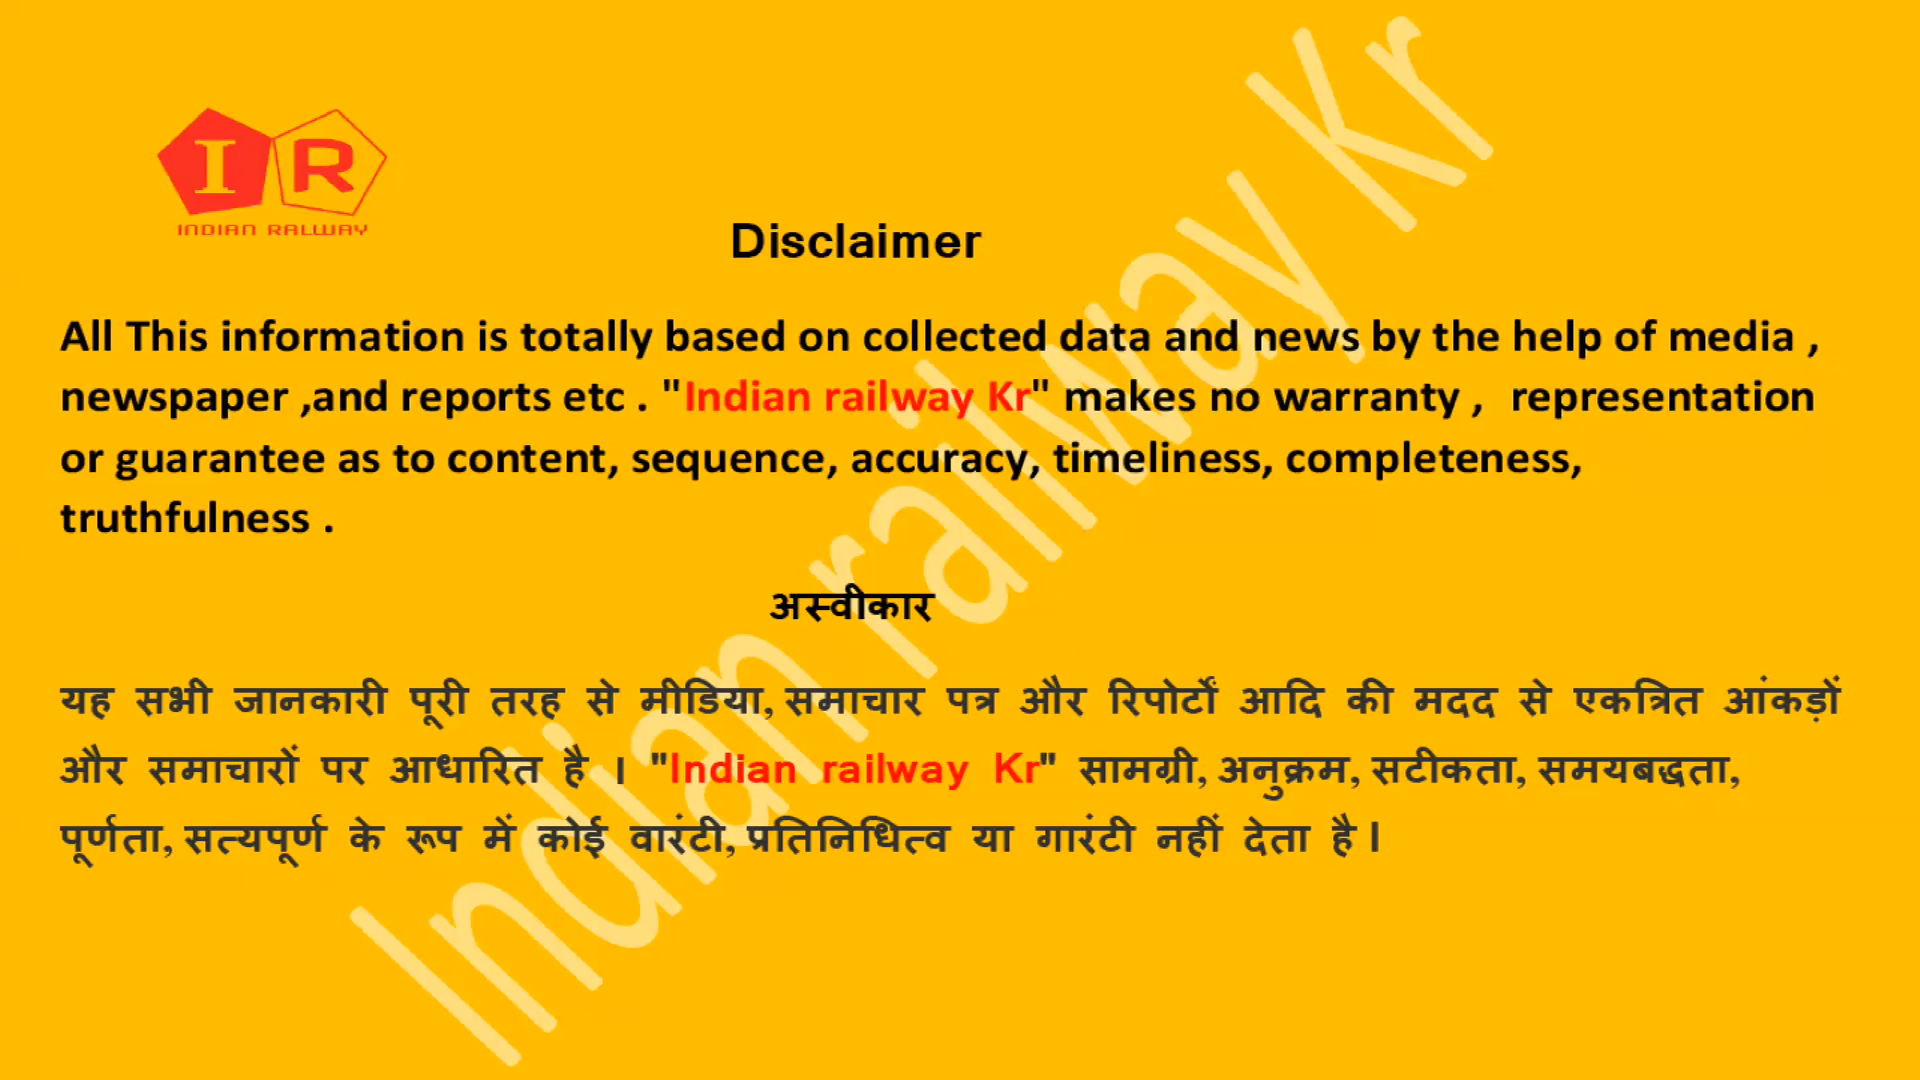 I R
INDIAN RALWAY
Disclaimer
All This information is totally based on collected data and news by the help of media ,
newspaper ,and reports etc . "Indian railway Kr" makes no warranty , representation
or guarantee as to content, sequence, accuracy, timeliness, completeness,
truthfulness .
अस्वीकार
यह सभी जानकारी पूरी तरह से मीडिया, समाचार पत्र और रिपोर्टों आदि की मदद से एकत्रित आंकड़ों
और समाचारों पर आधारित है । "Indian railway Kr" सामग्री, अनुक्रम, सटीकता, समयबद्धता,
पूर्णता, सत्यपूर्ण के रूप में कोई वारंटी, प्रतिनिधित्व या गारंटी नहीं देता है l
Indian railway Kr